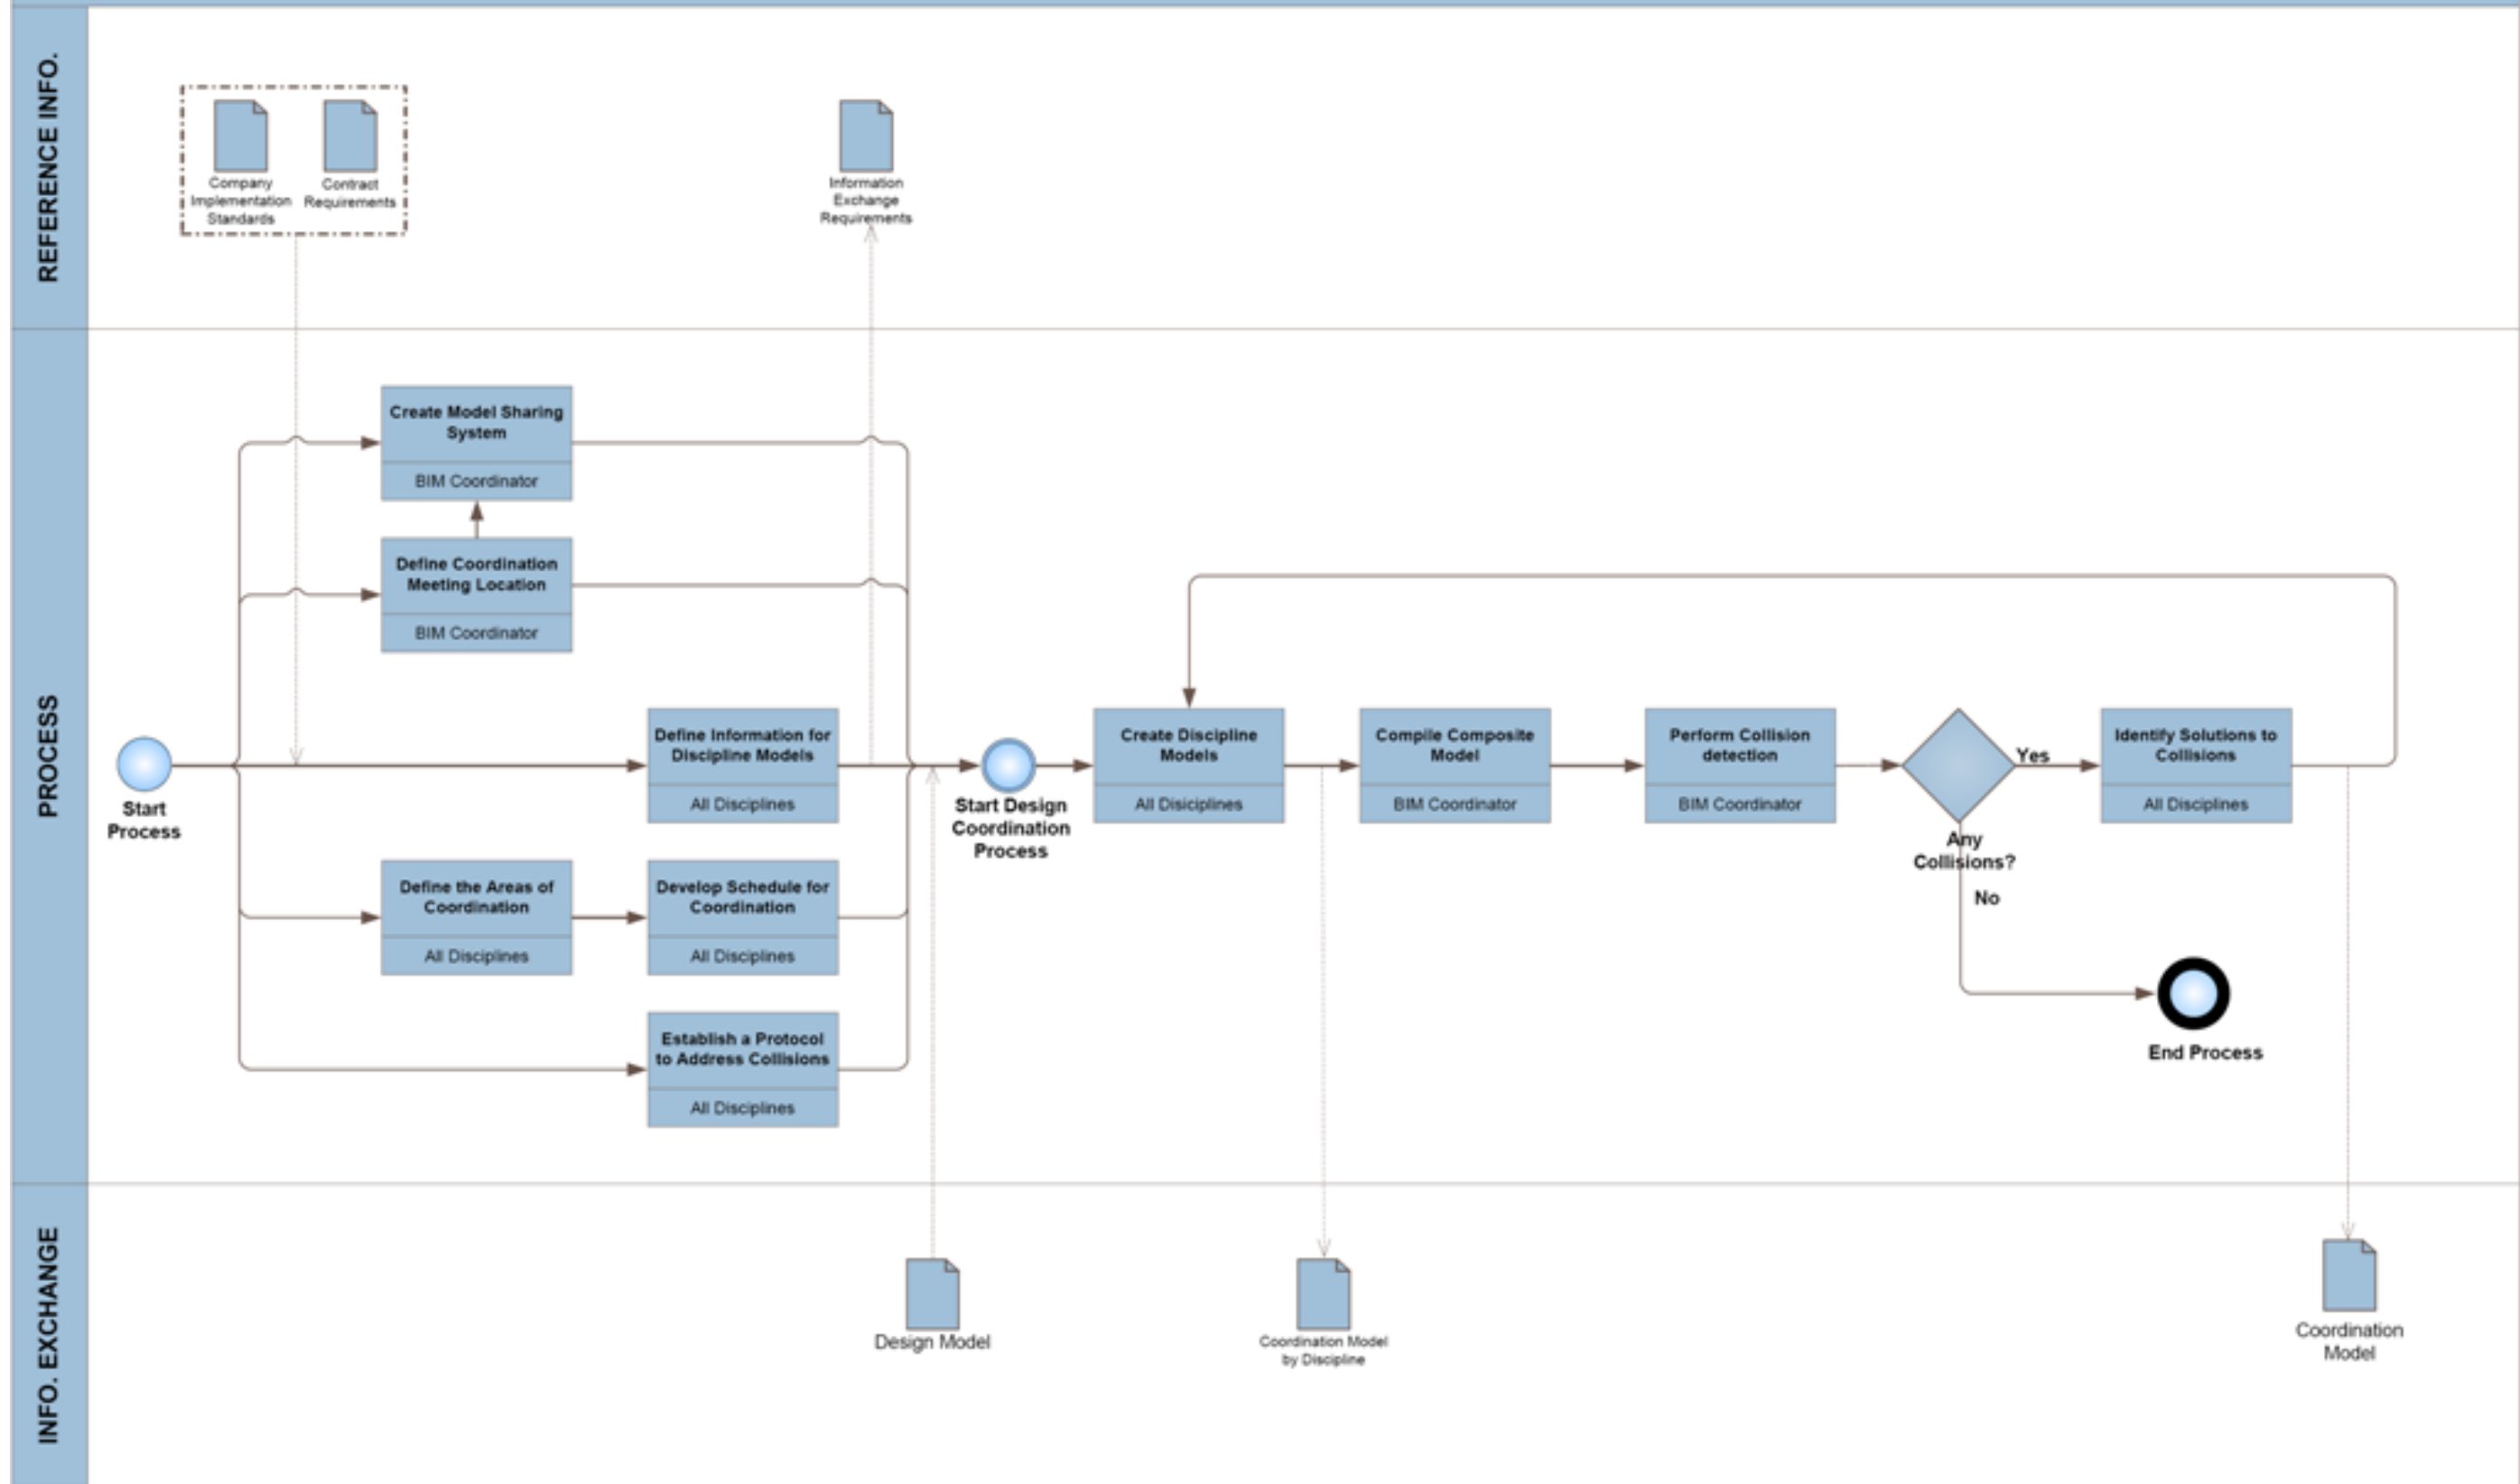 REFERENCE INFO.
Company
Implementation
Standards
Contract
Requirements
Information
Exchange
Requirements
PROCESS
Create Model Sharing
System
BIM Coordinator
Define Coordination
Meeting Location
BIM Coordinator
Start
Process
Define Information for
Discipline Models
All Disciplines
Define the Areas of
Coordination
All Disciplines
Develop Schedule for
Coordination
All Disciplines
Establish a Protocol
to Address Collisions
All Disciplines
Start Design
Coordination
Process
Create Discipline
Models
All Disiciplines
Compile Composite
Model
BIM Coordinator
Perform Collision
detection
BIM Coordinator
Any
Collisions?
Yes
No
Identify Solutions to
Collisions
All Disciplines
End Process
INFO. EXCHANGE
Design Model
Coordination Model
by Discipline
Coordination
Model